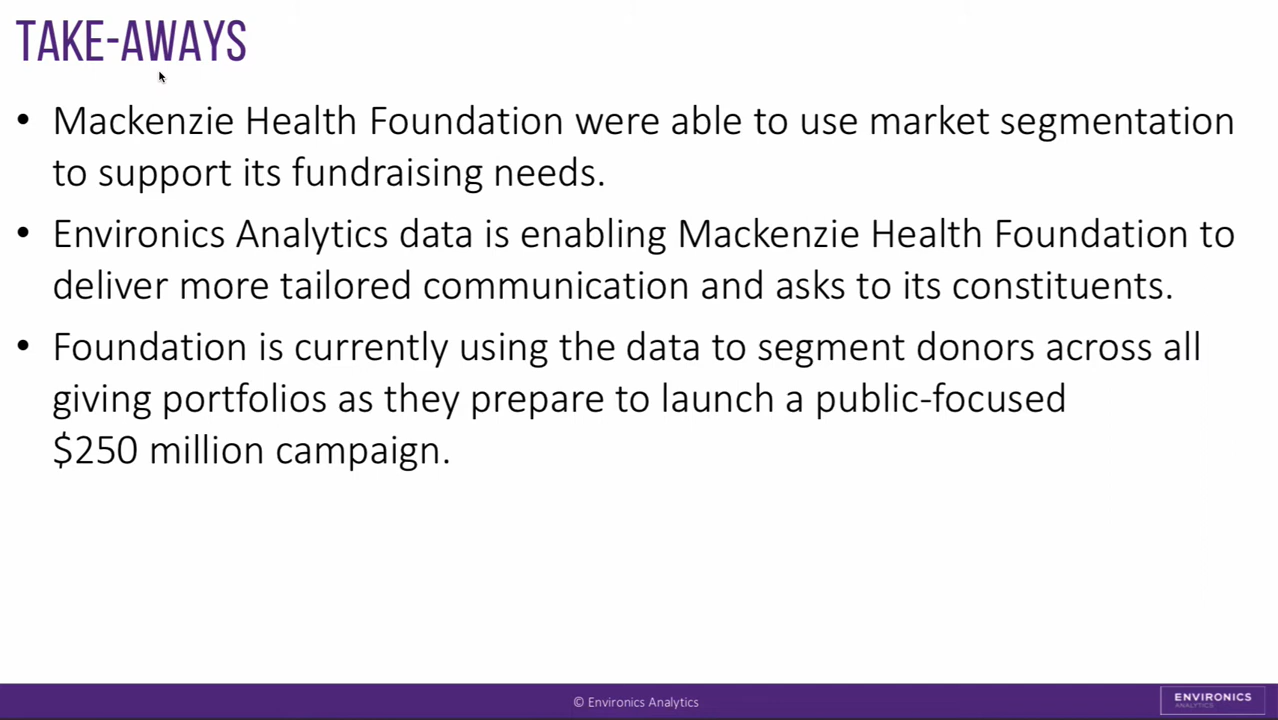 TAKE-AWAYS
• Mackenzie Health Foundation were able to use market segmentation
to support its fundraising needs.
• Environics Analytics data is enabling Mackenzie Health Foundation to
deliver more tailored communication and asks to its constituents.
• Foundation is currently using the data to segment donors across all
giving portfolios as they prepare to launch a public-focused
$250 million campaign.
© Environics Analytics
ENVIRONICS
ANALYTICS